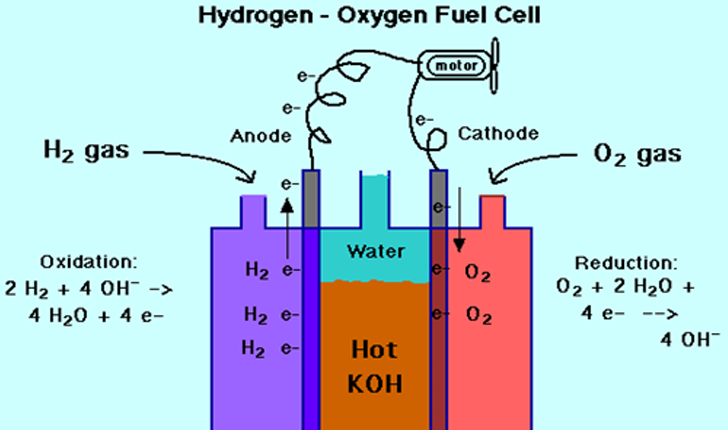 Hydrogen - Oxygen Fuel Cell
motor
e-
e-
e-
Anode
Cathode
H₂ gas
O₂ gas
e-
e-
Water
Oxidation:
2 H₂ + 4 OH⁻ ->
4 H₂O + 4 e-
H₂ e-
H₂ e-
H₂ e-
e- O₂
e- O₂
Hot
KOH
Reduction:
O₂ + 2 H₂O +
4 e- -->
4 OH⁻